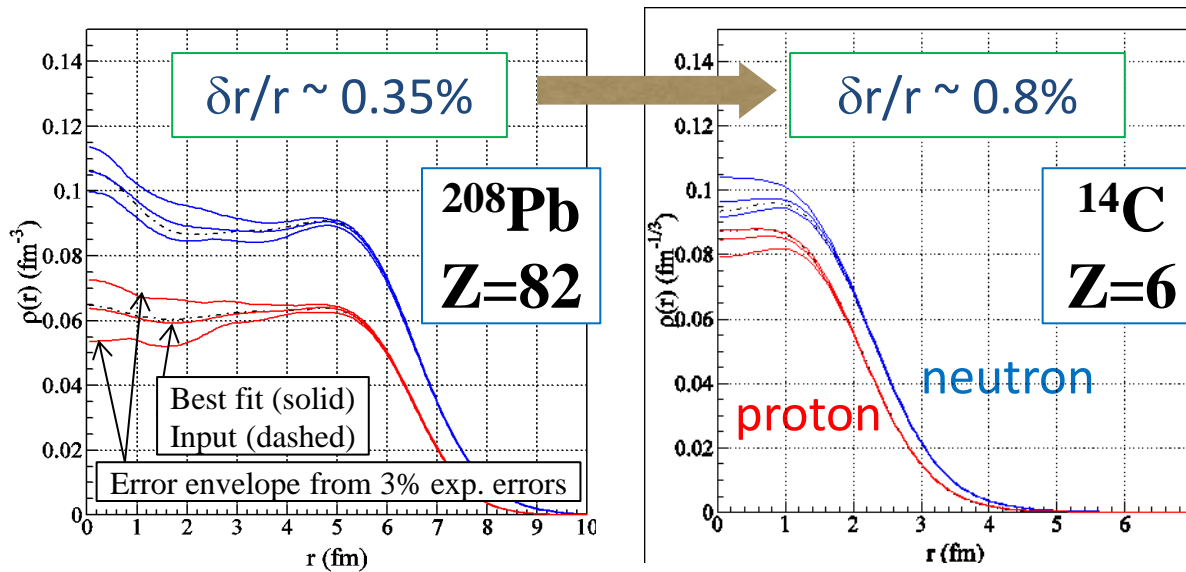 0.14
0.12
0.1
0.08
0.06
0.04
0.02
0
ρ(r) (fm⁻³)
δr/r ~ 0.35%
²⁰⁸Pb
Z=82
Best fit (solid)
Input (dashed)
Error envelope from 3% exp. errors
0 1 2 3 4 5 6 7 8 9 10
r (fm)
0.14
0.12
0.1
0.08
0.06
0.04
0.02
0
ρ(r) (fm⁻¹/³)
δr/r ~ 0.8%
¹⁴C
Z=6
neutron
proton
0 1 2 3 4 5 6
r (fm)